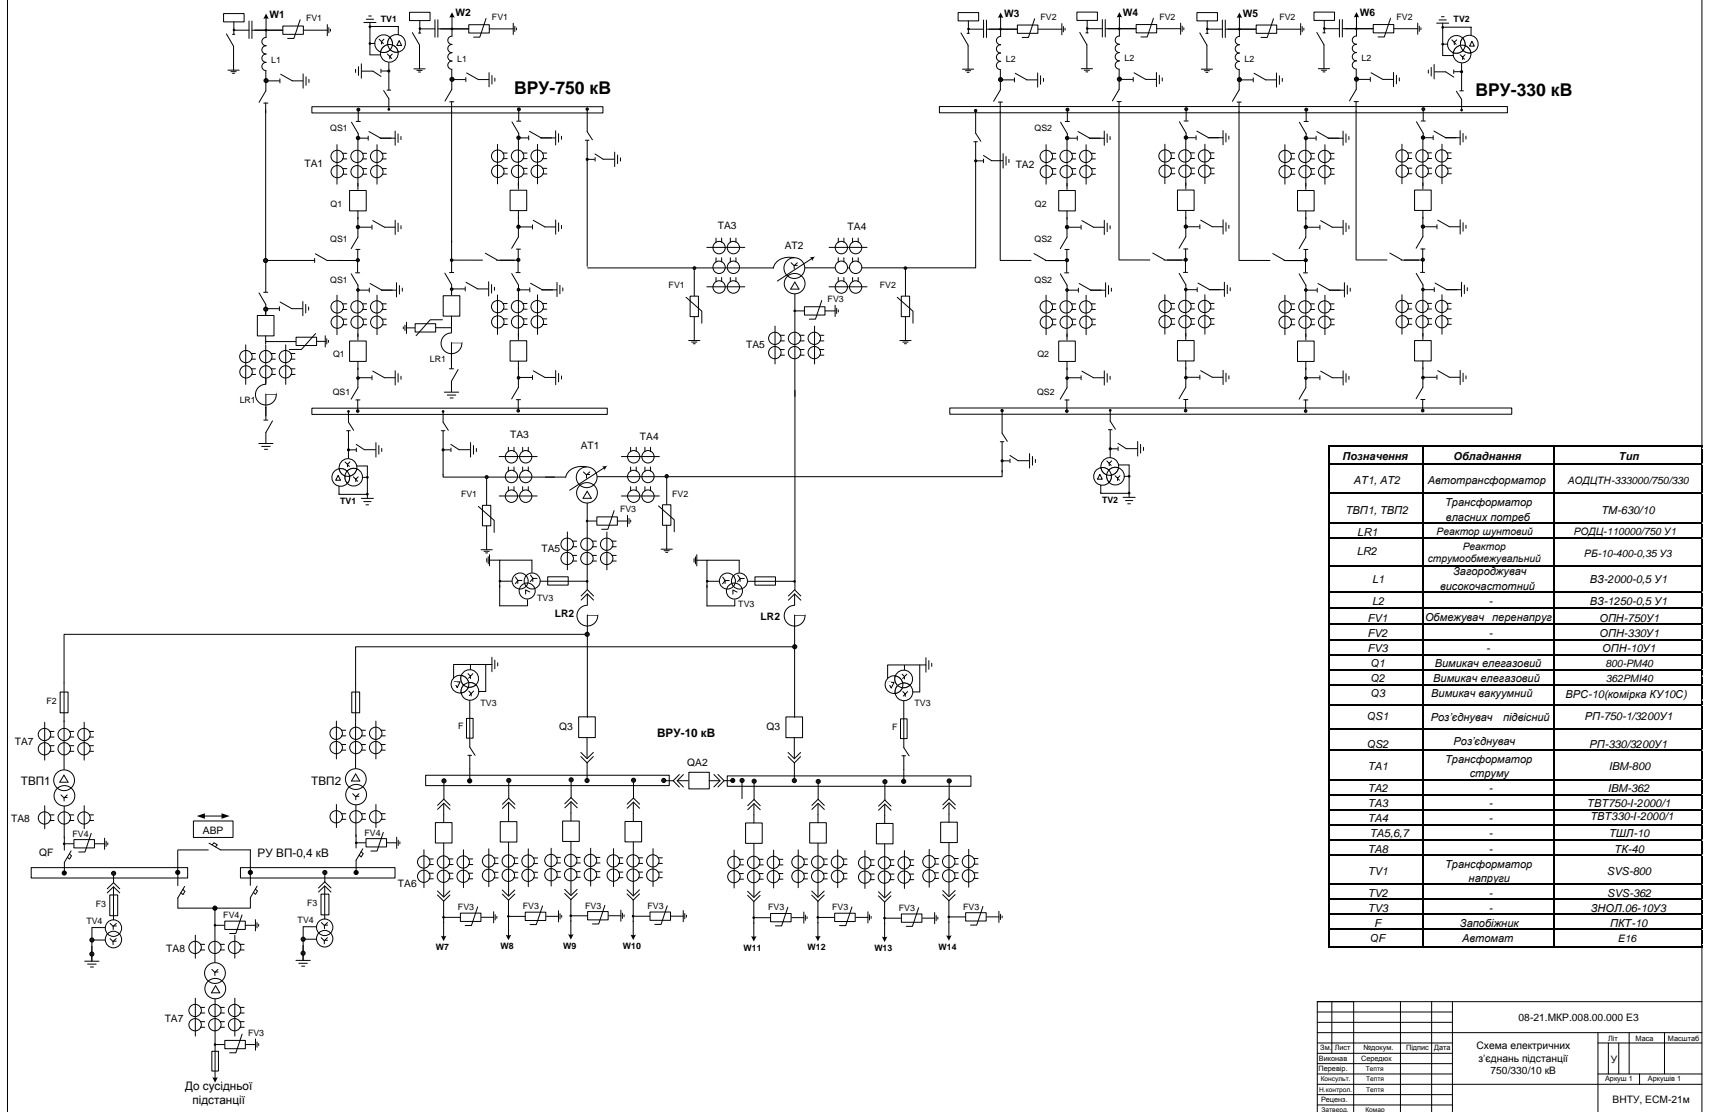 W1
FV1
TV1
W2
FV1
W3
FV2
W4
FV2
W5
FV2
W6
FV2
TV2
L1
L1
L2
L2
L2
L2
ВРУ-750 кВ
ВРУ-330 кВ
QS1
TA1
Q1
QS1
QS1
Q1
QS1
LR1
LR1
QS2
TA2
Q2
QS2
QS2
Q2
QS2
TA3
AT2
TA4
FV1
FV2
FV3
TA5
TA3
AT1
TA4
TV1
FV1
FV2
FV3
TV2
TA5
TV3
TV3
LR2
LR2
F2
TA7
ТВП1
ТВП2
TA8
FV4
FV4
АВР
QF
РУ ВП-0,4 кВ
F3
TV4
F3
TV4
FV4
TA8
TA7
FV3
До сусідньої
підстанції
TV3
F
Q3
ВРУ-10 кВ
Q3
TV3
F
QA2
TA6
FV3
FV3
FV3
FV3
FV3
FV3
FV3
FV3
W7
W8
W9
W10
W11
W12
W13
W14
Позначення Обладнання Тип
АТ1, АТ2 Автотрансформатор АОДЦТН-333000/750/330
ТВП1, ТВП2 Трансформатор власних потреб ТМ-630/10
LR1 Реактор шунтовий РОДЦ-110000/750 У1
LR2 Реактор струмообмежувальний РБ-10-400-0,35 У3
L1 Загороджувач високочастотний ВЗ-2000-0,5 У1
L2 - ВЗ-1250-0,5 У1
FV1 Обмежувач перенапруг ОПН-750У1
FV2 - ОПН-330У1
FV3 - ОПН-10У1
Q1 Вимикач елегазовий 800-РМ40
Q2 Вимикач елегазовий 362РМІ40
Q3 Вимикач вакуумний ВРС-10(комірка КУ10С)
QS1 Роз'єднувач підвісний РП-750-1/3200У1
QS2 Роз'єднувач РП-330/3200У1
TA1 Трансформатор струму ІВМ-800
TA2 - ІВМ-362
TA3 - ТВТ750-І-2000/1
TA4 - ТВТ330-І-2000/1
TA5,6,7 - ТШЛ-10
TA8 - ТК-40
TV1 Трансформатор напруги SVS-800
TV2 - SVS-362
TV3 - ЗНОЛ.06-10У3
F Запобіжник ПКТ-10
QF Автомат Е16
08-21.МКР.008.00.000 Е3
Схема електричних
з'єднань підстанції
750/330/10 кВ
Літ Маса Масштаб
У
Аркуш 1 Аркушів 1
ВНТУ, ЕСМ-21м
Зм. Лист №докум. Підпис Дата
Виконав Середюк
Перевір. Тептя
Консульт. Тептя
Н.контрол. Тептя
Реценз.
Затверд. Комар